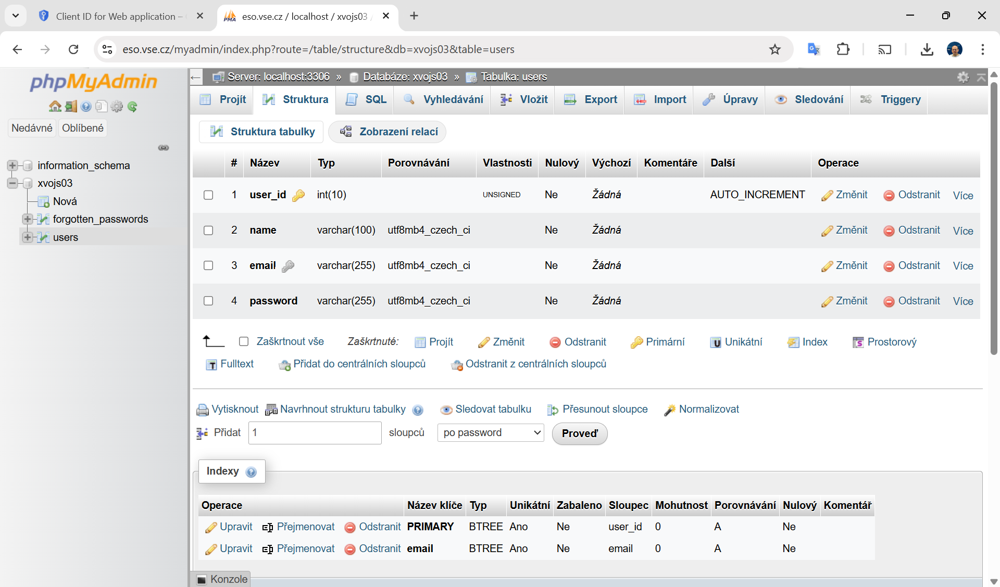 Client ID for Web application –
eso.vse.cz / localhost / xvojs03 /
eso.vse.cz/myadmin/index.php?route=/table/structure&db=xvojs03&table=users
phpMyAdmin
Nedávné Oblíbené
information_schema
xvojs03
Nová
forgotten_passwords
users
Server: localhost:3306 » Databáze: xvojs03 » Tabulka: users
Projít Struktura SQL Vyhledávání Vložit Export Import Úpravy Sledování Triggery
Struktura tabulky Zobrazení relací
# Název Typ Porovnávání Vlastnosti Nulový Výchozí Komentáře Další Operace
1 user_id int(10) UNSIGNED Ne Žádná AUTO_INCREMENT Změnit Odstranit Více
2 name varchar(100) utf8mb4_czech_ci Ne Žádná Změnit Odstranit Více
3 email varchar(255) utf8mb4_czech_ci Ne Žádná Změnit Odstranit Více
4 password varchar(255) utf8mb4_czech_ci Ne Žádná Změnit Odstranit Více
Zaškrtnout vše Zaškrtnuté: Projít Změnit Odstranit Primární Unikátní Index Prostorový
Fulltext Přidat do centrálních sloupců Odstranit z centrálních sloupců
Vytisknout Navrhnout strukturu tabulky Sledovat tabulku Přesunout sloupce Normalizovat
Přidat 1 sloupců po password Proveď
Indexy
Operace Název klíče Typ Unikátní Zabaleno Sloupec Mohutnost Porovnávání Nulový Komentář
Upravit Přejmenovat Odstranit PRIMARY BTREE Ano Ne user_id 0 A Ne
Upravit Přejmenovat Odstranit email BTREE Ano Ne email 0 A Ne
Konzole